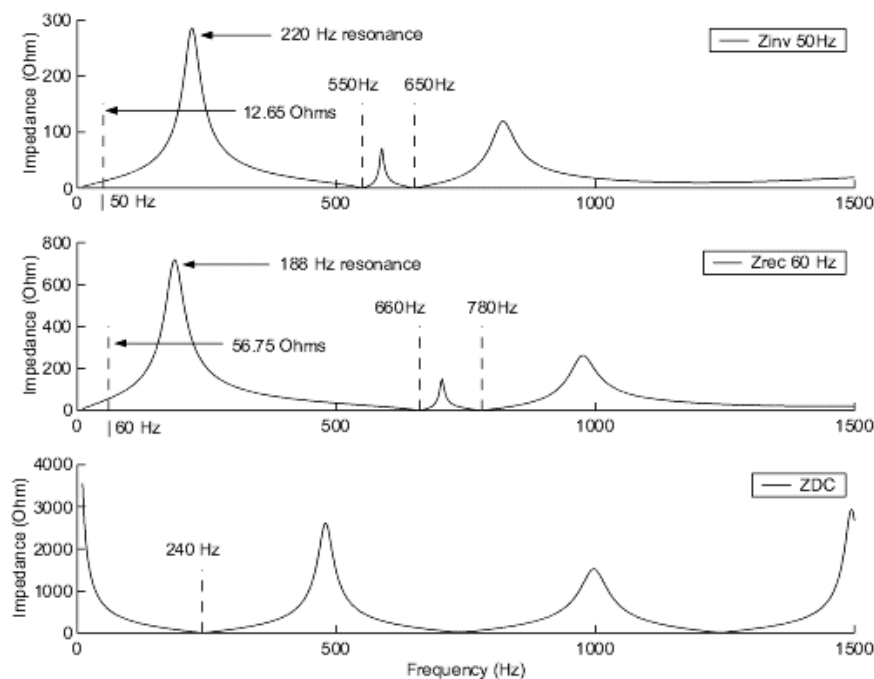 300
200
100
0
Impedance (Ohm)
220 Hz resonance
Zinv 50Hz
550Hz
650Hz
12.65 Ohms
0
| 50 Hz
500
1000
1500
800
600
400
200
0
Impedance (Ohm)
188 Hz resonance
Zrec 60 Hz
660Hz
780Hz
56.75 Ohms
0
| 60 Hz
500
1000
1500
4000
3000
2000
1000
0
Impedance (Ohm)
ZDC
240 Hz
0
500
1000
1500
Frequency (Hz)